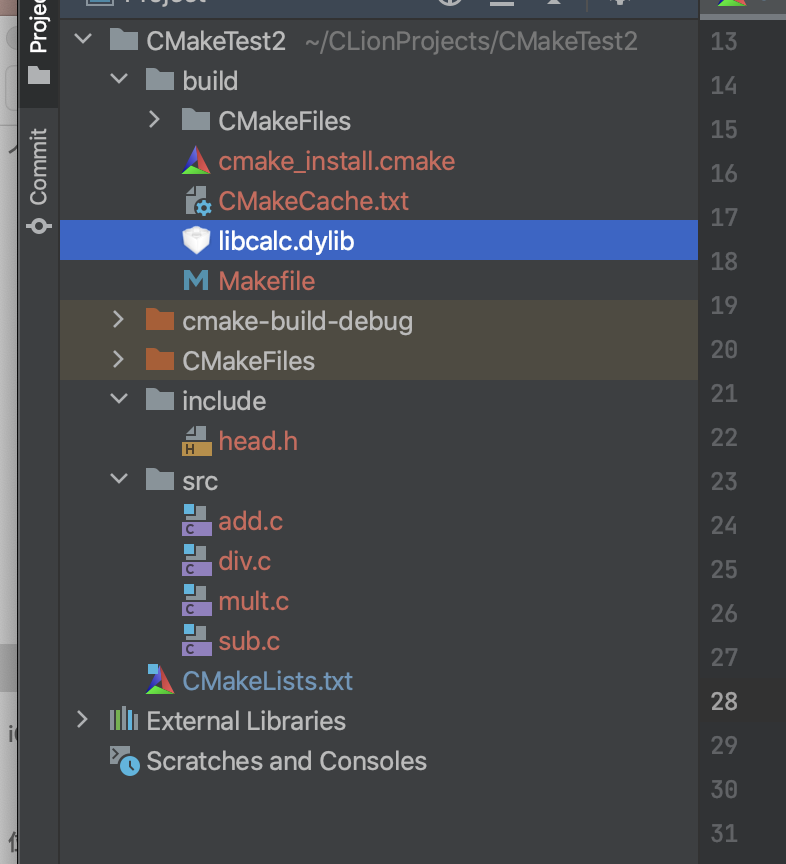 Project
CMakeTest2 ~/CLionProjects/CMakeTest2
build
CMakeFiles
cmake_install.cmake
CMakeCache.txt
libcalc.dylib
M Makefile
cmake-build-debug
CMakeFiles
include
H head.h
src
C add.c
C div.c
C mult.c
C sub.c
CMakeLists.txt
External Libraries
Scratches and Consoles
Commit
13
14
15
16
17
18
19
20
21
22
23
24
25
26
27
28
29
30
31